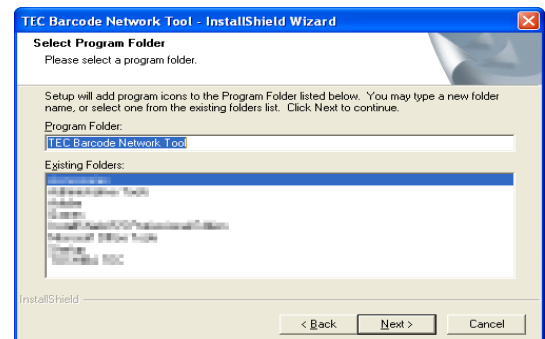 TEC Barcode Network Tool - InstallShield Wizard
Select Program Folder
Please select a program folder.
Setup will add program icons to the Program Folder listed below. You may type a new folder
name, or select one from the existing folders list. Click Next to continue.
Program Folder:
TEC Barcode Network Tool
Existing Folders:
InstallShield
< Back
Next >
Cancel